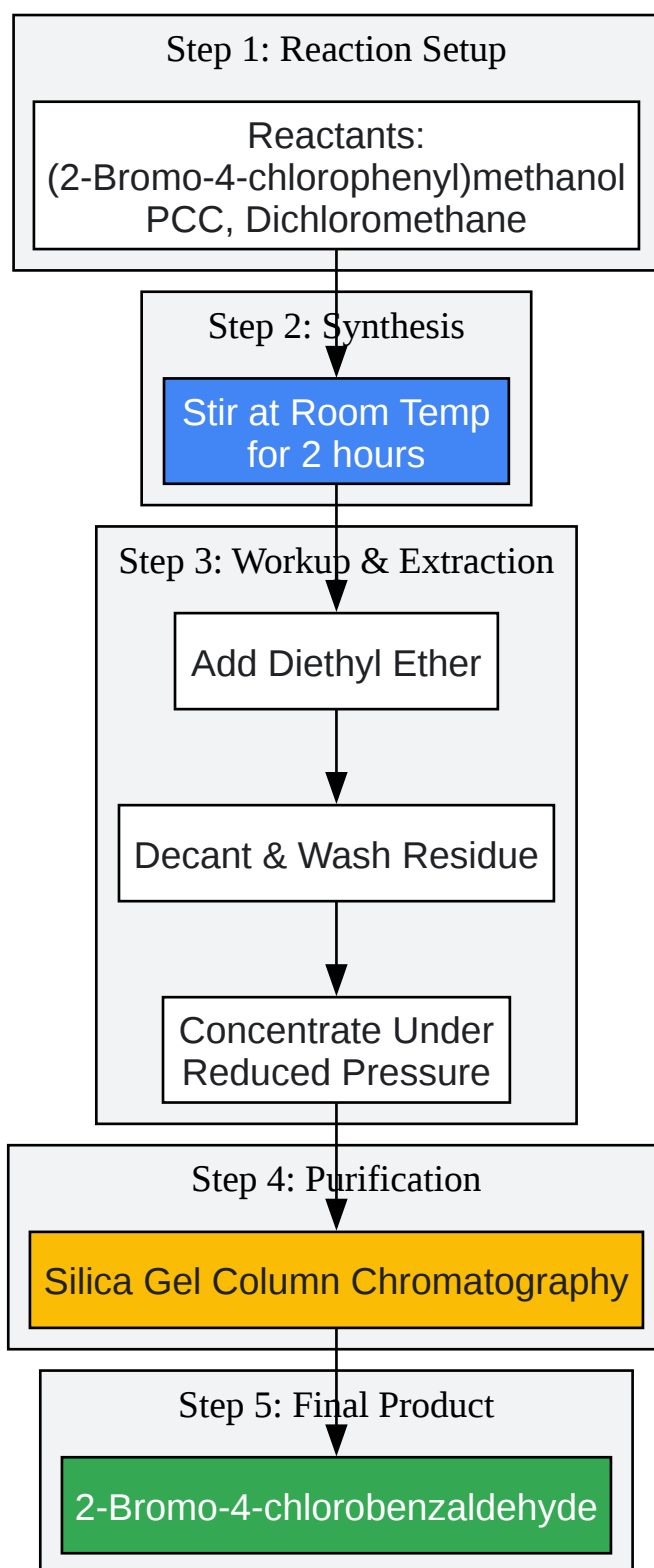 Step 1: Reaction Setup
Reactants:
(2-Bromo-4-chlorophenyl)methanol
PCC, Dichloromethane
Step 2: Synthesis
Stir at Room Temp
for 2 hours
Step 3: Workup & Extraction
Add Diethyl Ether
Decant & Wash Residue
Concentrate Under
Reduced Pressure
Step 4: Purification
Silica Gel Column Chromatography
Step 5: Final Product
2-Bromo-4-chlorobenzaldehyde